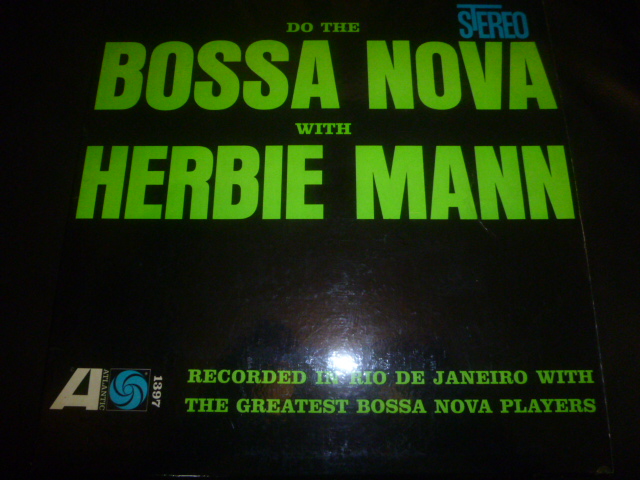 STEREO
DO THE
BOSSA NOVA
WITH
HERBIE MANN
RECORDED IN RIO DE JANEIRO WITH
THE GREATEST BOSSA NOVA PLAYERS
A
ATLANTIC
1397